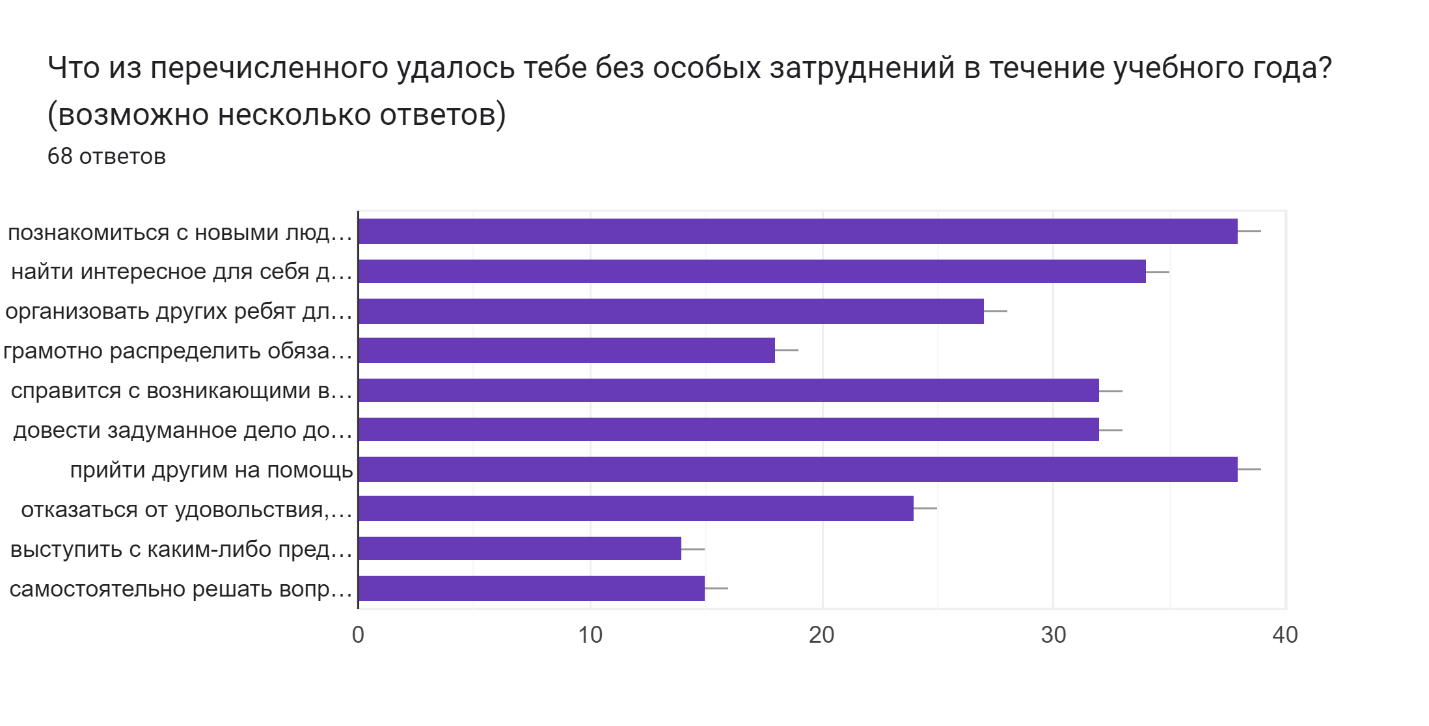 Что из перечисленного удалось тебе без особых затруднений в течение учебного года?
(возможно несколько ответов)
68 ответов
познакомиться с новыми люд…
найти интересное для себя д…
организовать других ребят дл…
грамотно распределить обяза…
справится с возникающими в…
довести задуманное дело до…
прийти другим на помощь
отказаться от удовольствия,…
выступить с каким-либо пред…
самостоятельно решать вопр…
0 10 20 30 40